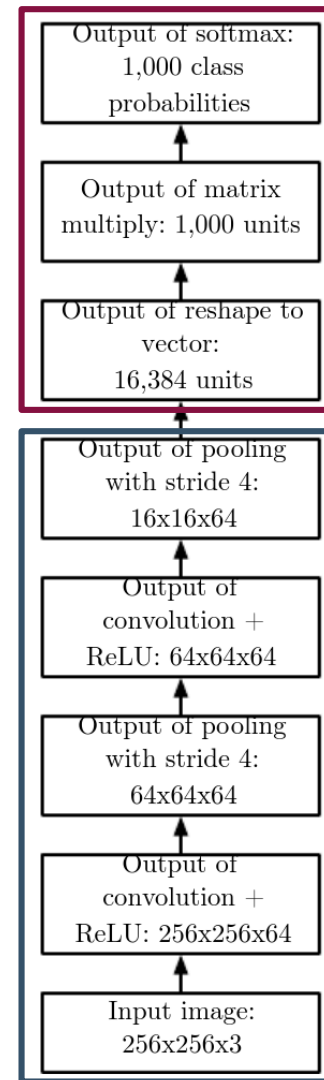 Output of softmax:
1,000 class
probabilities
Output of matrix
multiply: 1,000 units
Output of reshape to
vector:
16,384 units
Output of pooling
with stride 4:
16x16x64
Output of
convolution +
ReLU: 64x64x64
Output of pooling
with stride 4:
64x64x64
Output of
convolution +
ReLU: 256x256x64
Input image:
256x256x3